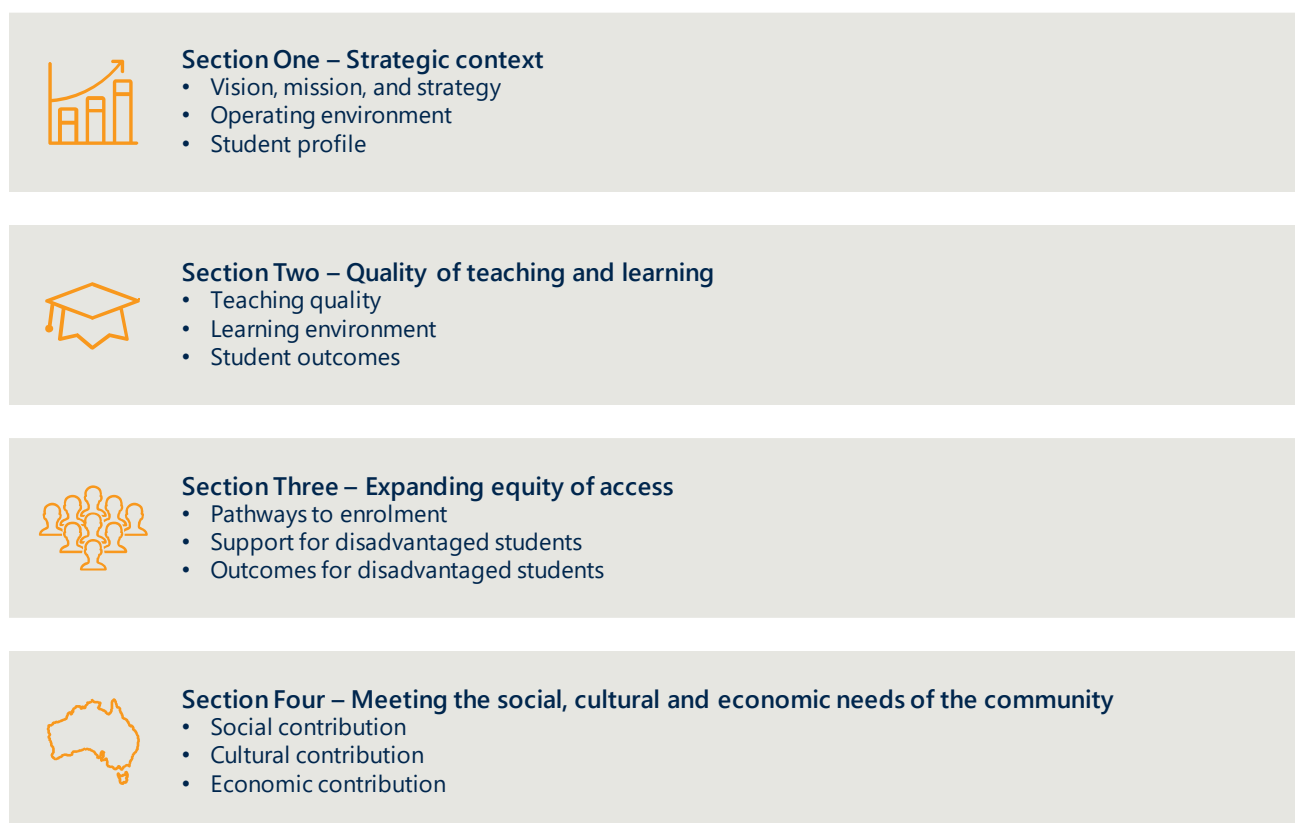 Section One – Strategic context
• Vision, mission, and strategy
• Operating environment
• Student profile
Section Two – Quality of teaching and learning
• Teaching quality
• Learning environment
• Student outcomes
Section Three – Expanding equity of access
• Pathways to enrolment
• Support for disadvantaged students
• Outcomes for disadvantaged students
Section Four – Meeting the social, cultural and economic needs of the community
• Social contribution
• Cultural contribution
• Economic contribution